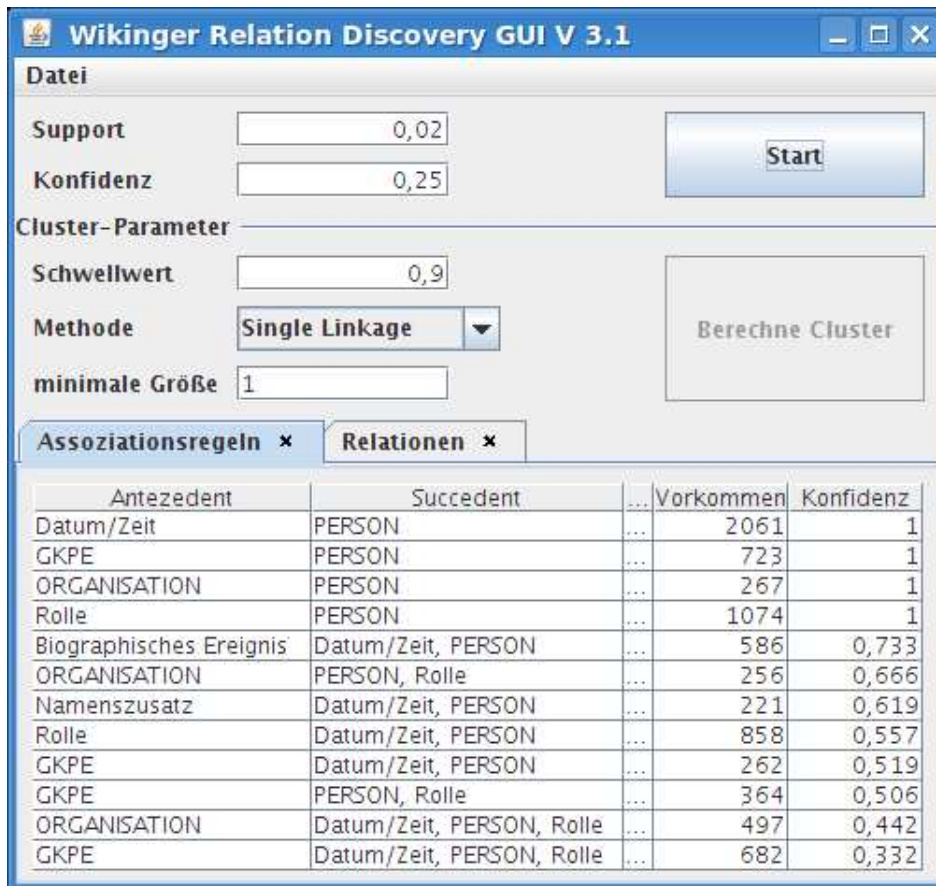 Wikinger Relation Discovery GUI V 3.1
Datei
Support 0,02
Start
Konfidenz 0,25
Cluster-Parameter
Schwellwert 0,9
Methode Single Linkage
Berechne Cluster
minimale Größe 1
Assoziationsregeln × Relationen ×
Antezedent Succedent ... Vorkommen Konfidenz
Datum/Zeit PERSON ... 2061 1
GKPE PERSON ... 723 1
ORGANISATION PERSON ... 267 1
Rolle PERSON ... 1074 1
Biographisches Ereignis Datum/Zeit, PERSON ... 586 0,733
ORGANISATION PERSON, Rolle ... 256 0,666
Namenszusatz Datum/Zeit, PERSON ... 221 0,619
Rolle Datum/Zeit, PERSON ... 858 0,557
GKPE Datum/Zeit, PERSON ... 262 0,519
GKPE PERSON, Rolle ... 364 0,506
ORGANISATION Datum/Zeit, PERSON, Rolle ... 497 0,442
GKPE Datum/Zeit, PERSON, Rolle ... 682 0,332